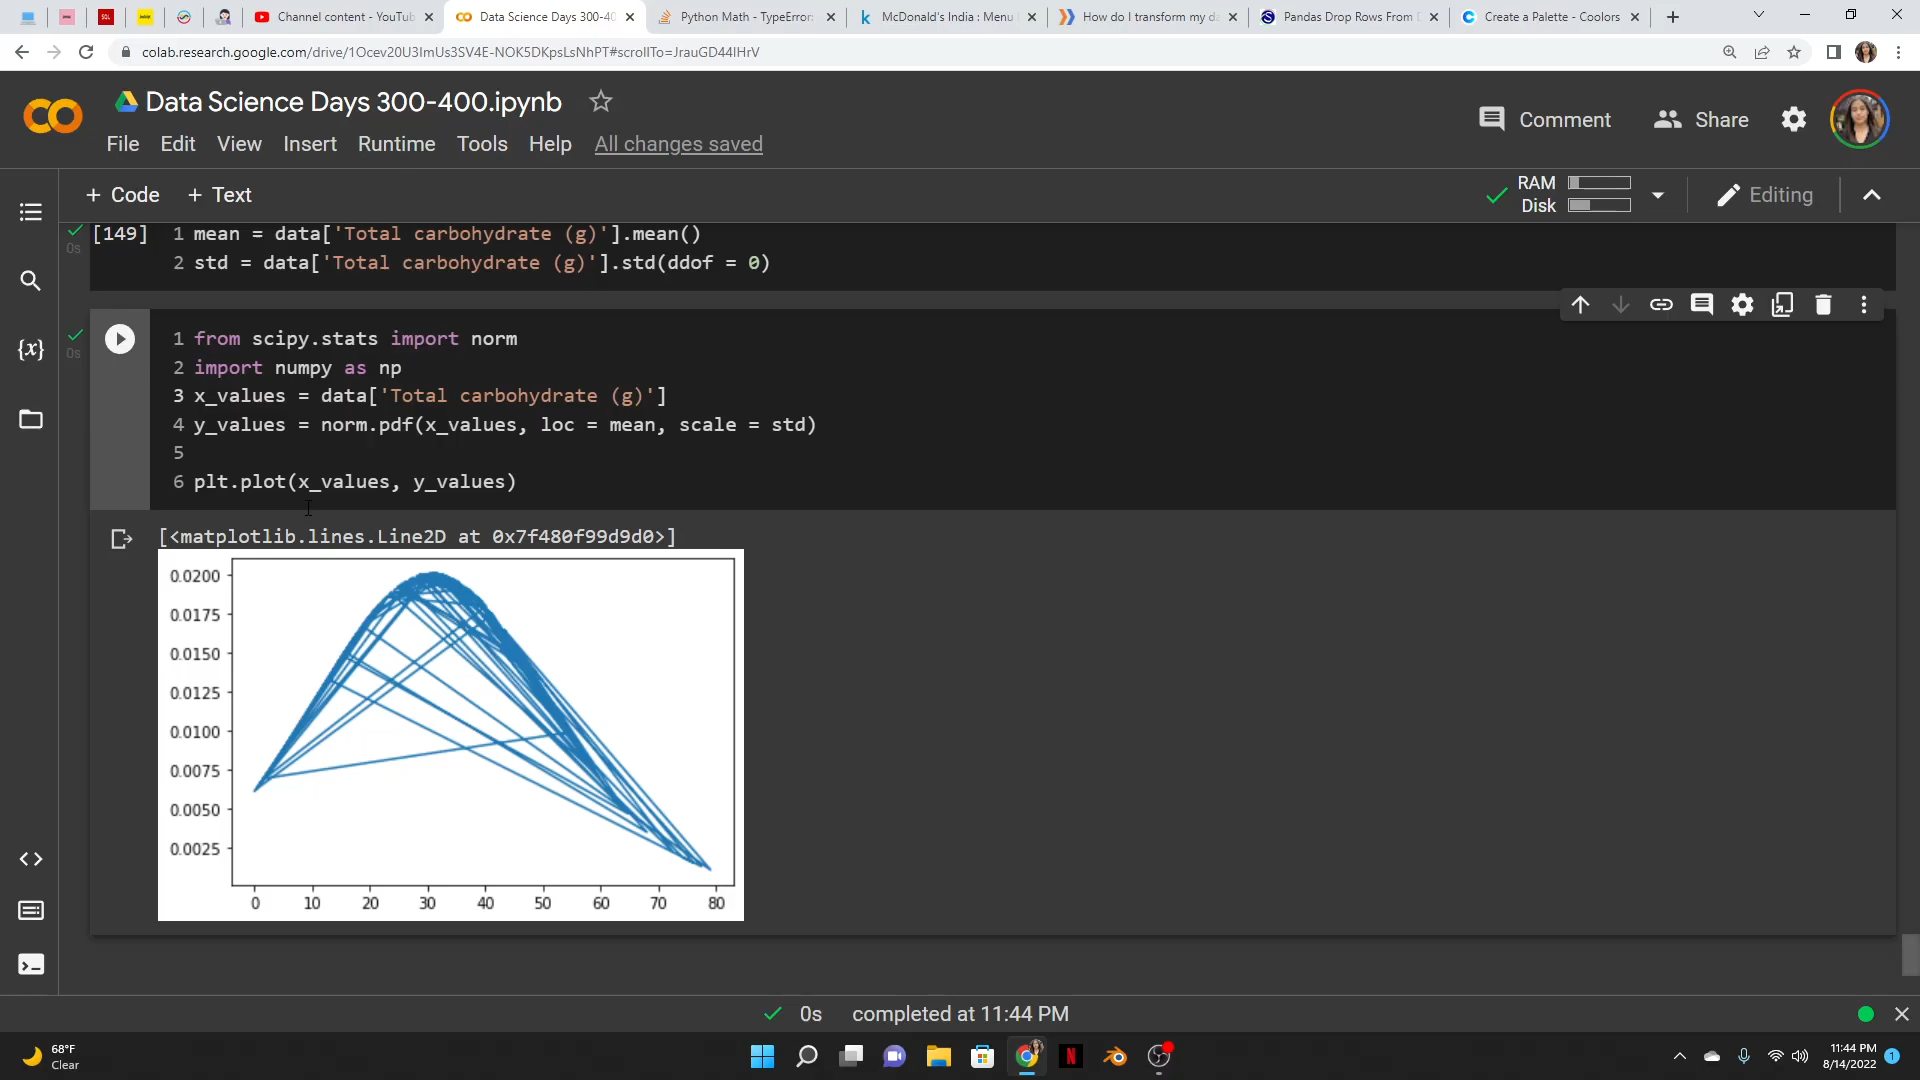 Channel content - YouTub
Data Science Days 300-40
Python Math - TypeError:
McDonald's India : Menu
How do I transform my da
Pandas Drop Rows From D
Create a Palette - Coolors
colab.research.google.com/drive/1Ocev20U3ImUs3SV4E-NOK5DKpsLsNhPT#scrollTo=JrauGD44IHrV
Data Science Days 300-400.ipynb
Comment
Share
File Edit View Insert Runtime Tools Help All changes saved
+ Code + Text
RAM
Disk
Editing
0s
[149]
1 mean = data['Total carbohydrate (g)'].mean()
2 std = data['Total carbohydrate (g)'].std(ddof = 0)
0s
1 from scipy.stats import norm
2 import numpy as np
3 x_values = data['Total carbohydrate (g)']
4 y_values = norm.pdf(x_values, loc = mean, scale = std)
5
6 plt.plot(x_values, y_values)
[<matplotlib.lines.Line2D at 0x7f480f99d9d0>]
0.0200
0.0175
0.0150
0.0125
0.0100
0.0075
0.0050
0.0025
0 10 20 30 40 50 60 70 80
0s completed at 11:44 PM
68°F
Clear
11:44 PM
8/14/2022
1